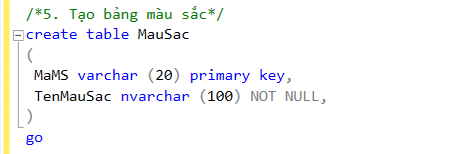 /*5. Tạo bảng màu sắc*/
create table MauSac
(
MaMS varchar (20) primary key,
TenMauSac nvarchar (100) NOT NULL,
)
go